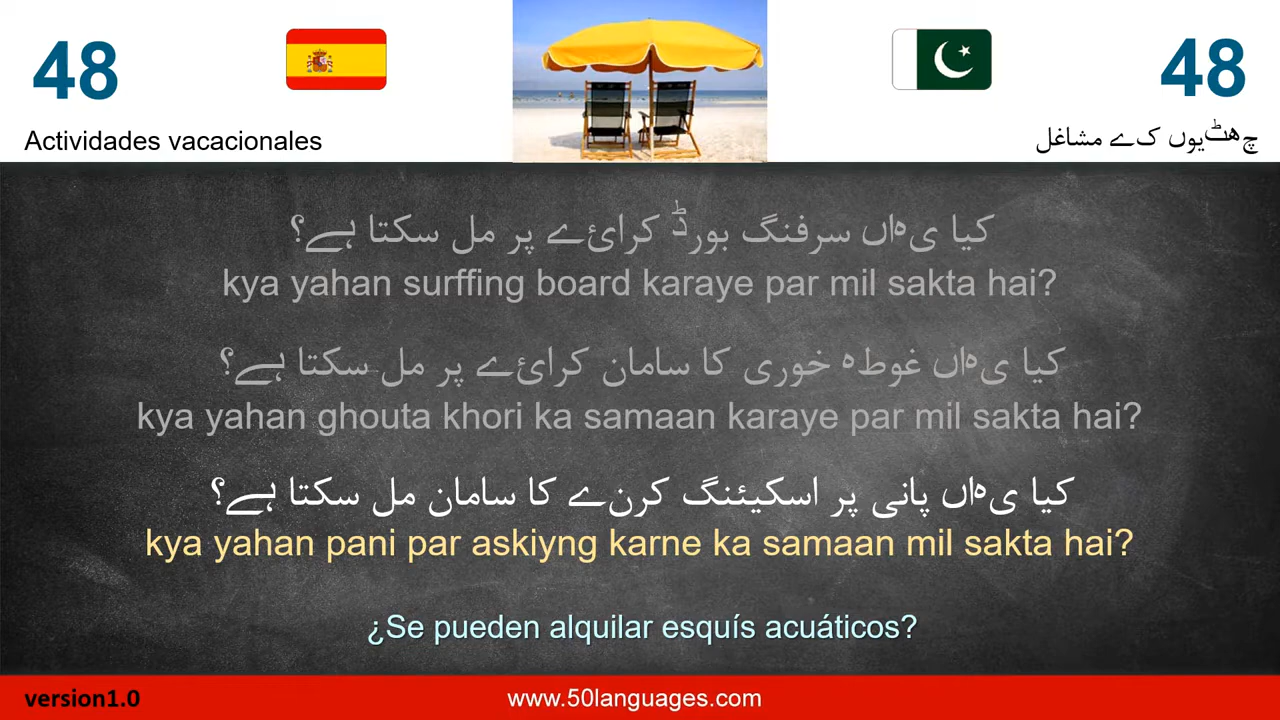 48
48
Actividades vacacionales
چھٹیوں کے مشاغل
کیا یہاں سرفنگ بورڈ کرائے پر مل سکتا ہے؟
kya yahan surffing board karaye par mil sakta hai?
کیا یہاں غوطہ خوری کا سامان کرائے پر مل سکتا ہے؟
kya yahan ghouta khori ka samaan karaye par mil sakta hai?
کیا یہاں پانی پر اسکیئنگ کرنے کا سامان مل سکتا ہے؟
kya yahan pani par askiyng karne ka samaan mil sakta hai?
¿Se pueden alquilar esquís acuáticos?
version1.0
www.50languages.com